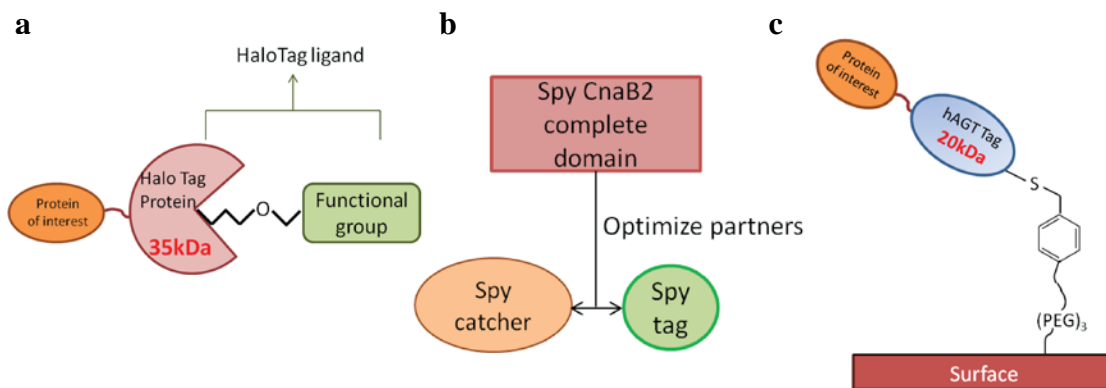 a
HaloTag ligand
Halo Tag
Protein
35kDa
Protein
of interest
O
Functional
group
b
Spy CnaB2
complete
domain
Optimize partners
Spy
catcher
Spy
tag
c
Protein
of interest
hAGT Tag
20kDa
S
(PEG)3
Surface